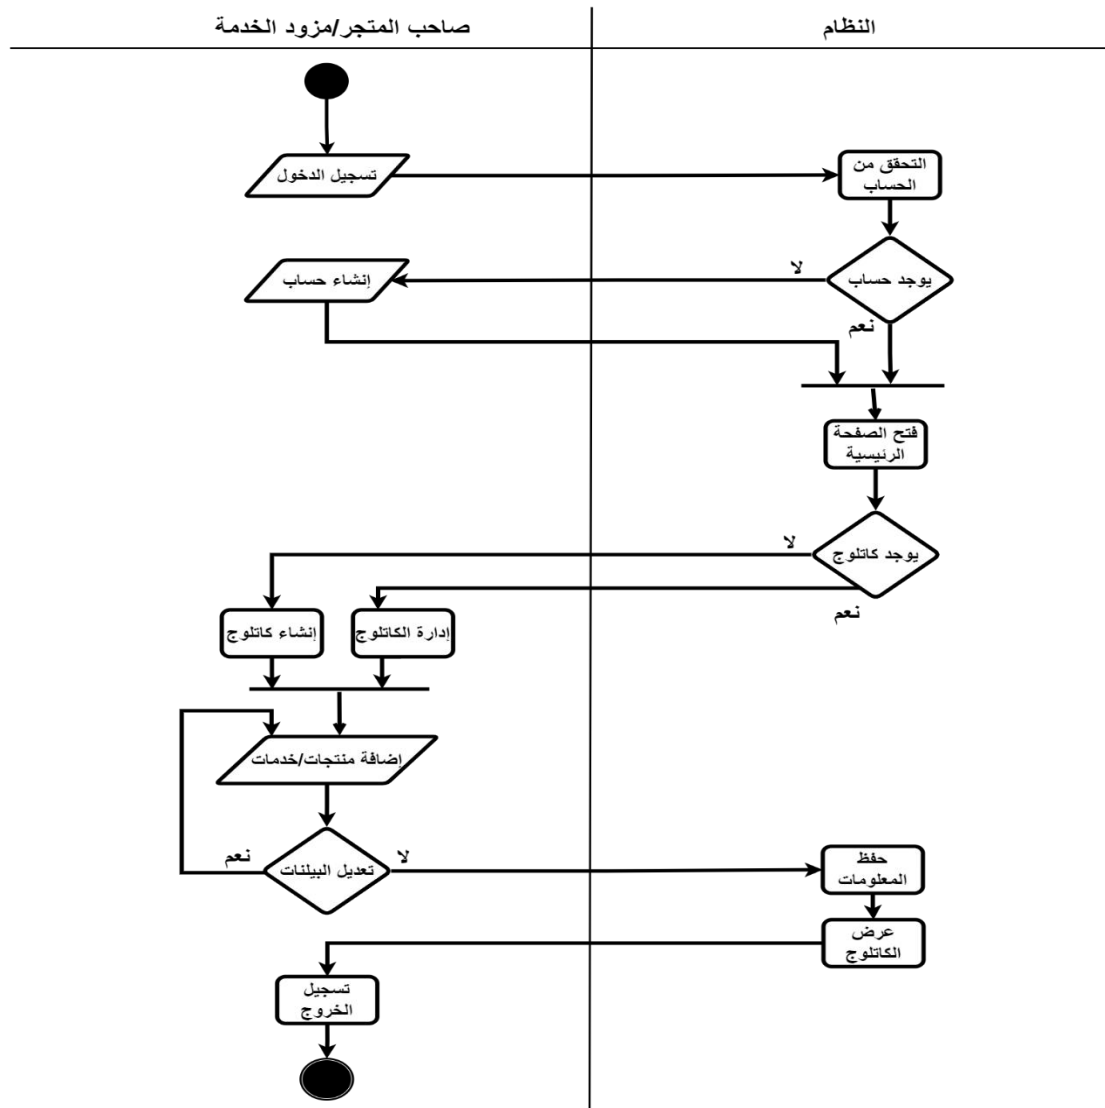 النظام
صاحب المتجر/مزود الخدمة
تسجيل الدخول
التحقق من
الحساب
يوجد حساب
لا
إنشاء حساب
نعم
فتح الصفحة
الرئيسية
يوجد كاتلوج
لا
نعم
إدارة الكاتلوج
إنشاء كاتلوج
إضافة منتجات/خدمات
تعديل البيلنات
نعم
لا
حفظ
المعلومات
عرض
الكاتلوج
تسجيل
الخروج